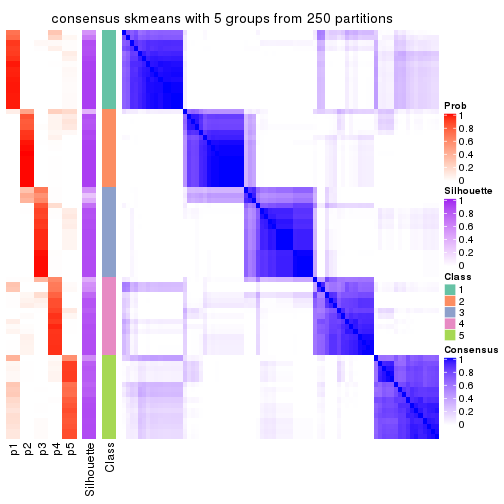 consensus skmeans with 5 groups from 250 partitions
Prob
1
0.8
0.6
0.4
0.2
0
Silhouette
1
0.8
0.6
0.4
0.2
0
Class
1
2
3
4
5
Consensus
1
0.8
0.6
0.4
0.2
0
p1
p2
p3
p4
p5
Silhouette
Class